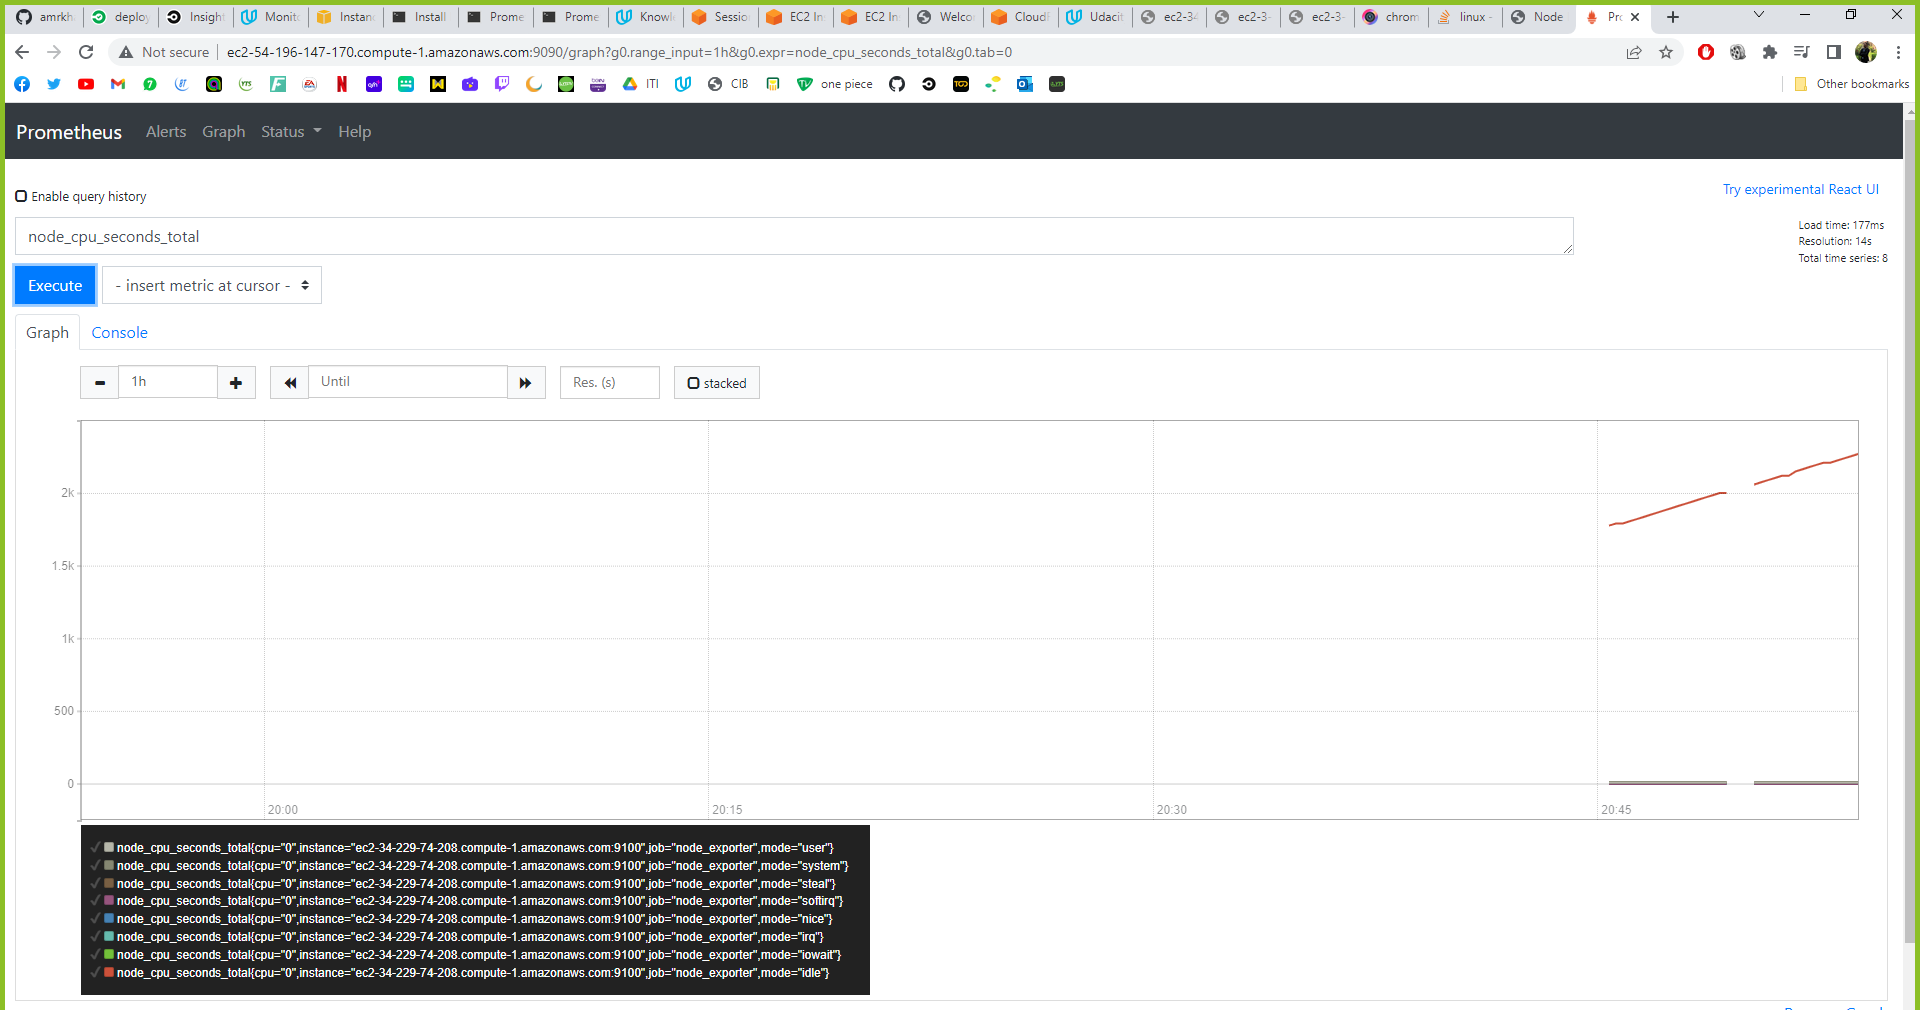 amrkh
deploy
Insight
Monito
Instanc
Install
Prome
Prome
Knowl
Sessio
EC2 In
EC2 In
Welco
CloudF
Udacit
ec2-34
ec2-3-
ec2-3-
chrom
linux -
Node
Pro
Not secure
ec2-54-196-147-170.compute-1.amazonaws.com:9090/graph?g0.range_input=1h&g0.expr=node_cpu_seconds_total&g0.tab=0
ITI
CIB
one piece
Other bookmarks
Prometheus Alerts Graph Status Help
Enable query history
Try experimental React UI
node_cpu_seconds_total
Load time: 177ms
Resolution: 14s
Total time series: 8
Execute
- insert metric at cursor -
Graph Console
1h
Until
Res. (s)
stacked
2k
1.5k
1k
500
0
20:00 20:15 20:30 20:45
node_cpu_seconds_total{cpu="0",instance="ec2-34-229-74-208.compute-1.amazonaws.com:9100",job="node_exporter",mode="user"}
node_cpu_seconds_total{cpu="0",instance="ec2-34-229-74-208.compute-1.amazonaws.com:9100",job="node_exporter",mode="system"}
node_cpu_seconds_total{cpu="0",instance="ec2-34-229-74-208.compute-1.amazonaws.com:9100",job="node_exporter",mode="steal"}
node_cpu_seconds_total{cpu="0",instance="ec2-34-229-74-208.compute-1.amazonaws.com:9100",job="node_exporter",mode="softirq"}
node_cpu_seconds_total{cpu="0",instance="ec2-34-229-74-208.compute-1.amazonaws.com:9100",job="node_exporter",mode="nice"}
node_cpu_seconds_total{cpu="0",instance="ec2-34-229-74-208.compute-1.amazonaws.com:9100",job="node_exporter",mode="irq"}
node_cpu_seconds_total{cpu="0",instance="ec2-34-229-74-208.compute-1.amazonaws.com:9100",job="node_exporter",mode="iowait"}
node_cpu_seconds_total{cpu="0",instance="ec2-34-229-74-208.compute-1.amazonaws.com:9100",job="node_exporter",mode="idle"}